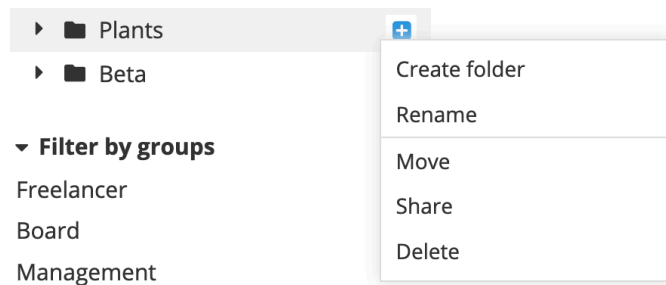 Plants
Beta
Filter by groups
Freelancer
Board
Management
Create folder
Rename
Move
Share
Delete